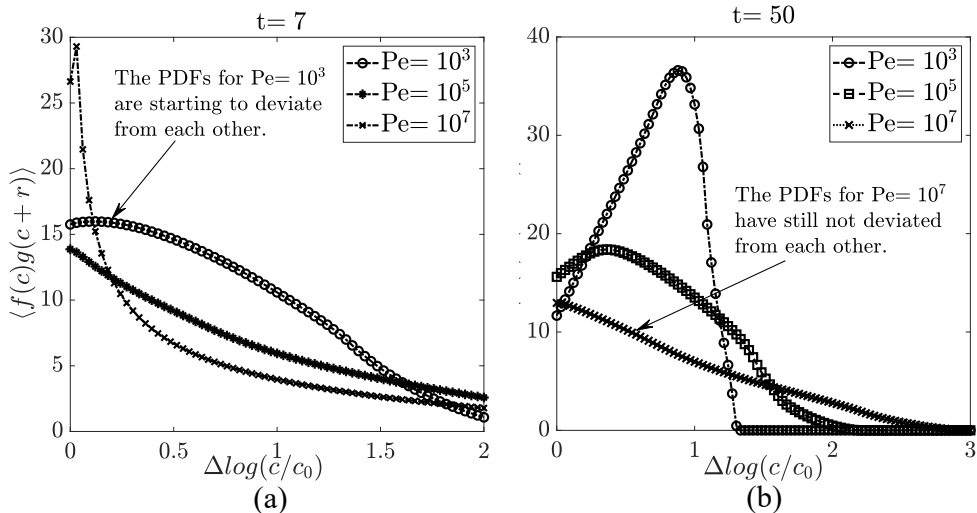 t= 7
⟨f(c)g(c + r)⟩
30
25
20
15
10
5
0
The PDFs for Pe= 10³
are starting to deviate
from each other.
Pe= 10³
Pe= 10⁵
Pe= 10⁷
0 0.5 1 1.5 2
Δlog(c/c₀)
(a)
t= 50
40
30
20
10
0
Pe= 10³
Pe= 10⁵
Pe= 10⁷
The PDFs for Pe= 10⁷
have still not deviated
from each other.
0 1 2 3
Δlog(c/c₀)
(b)